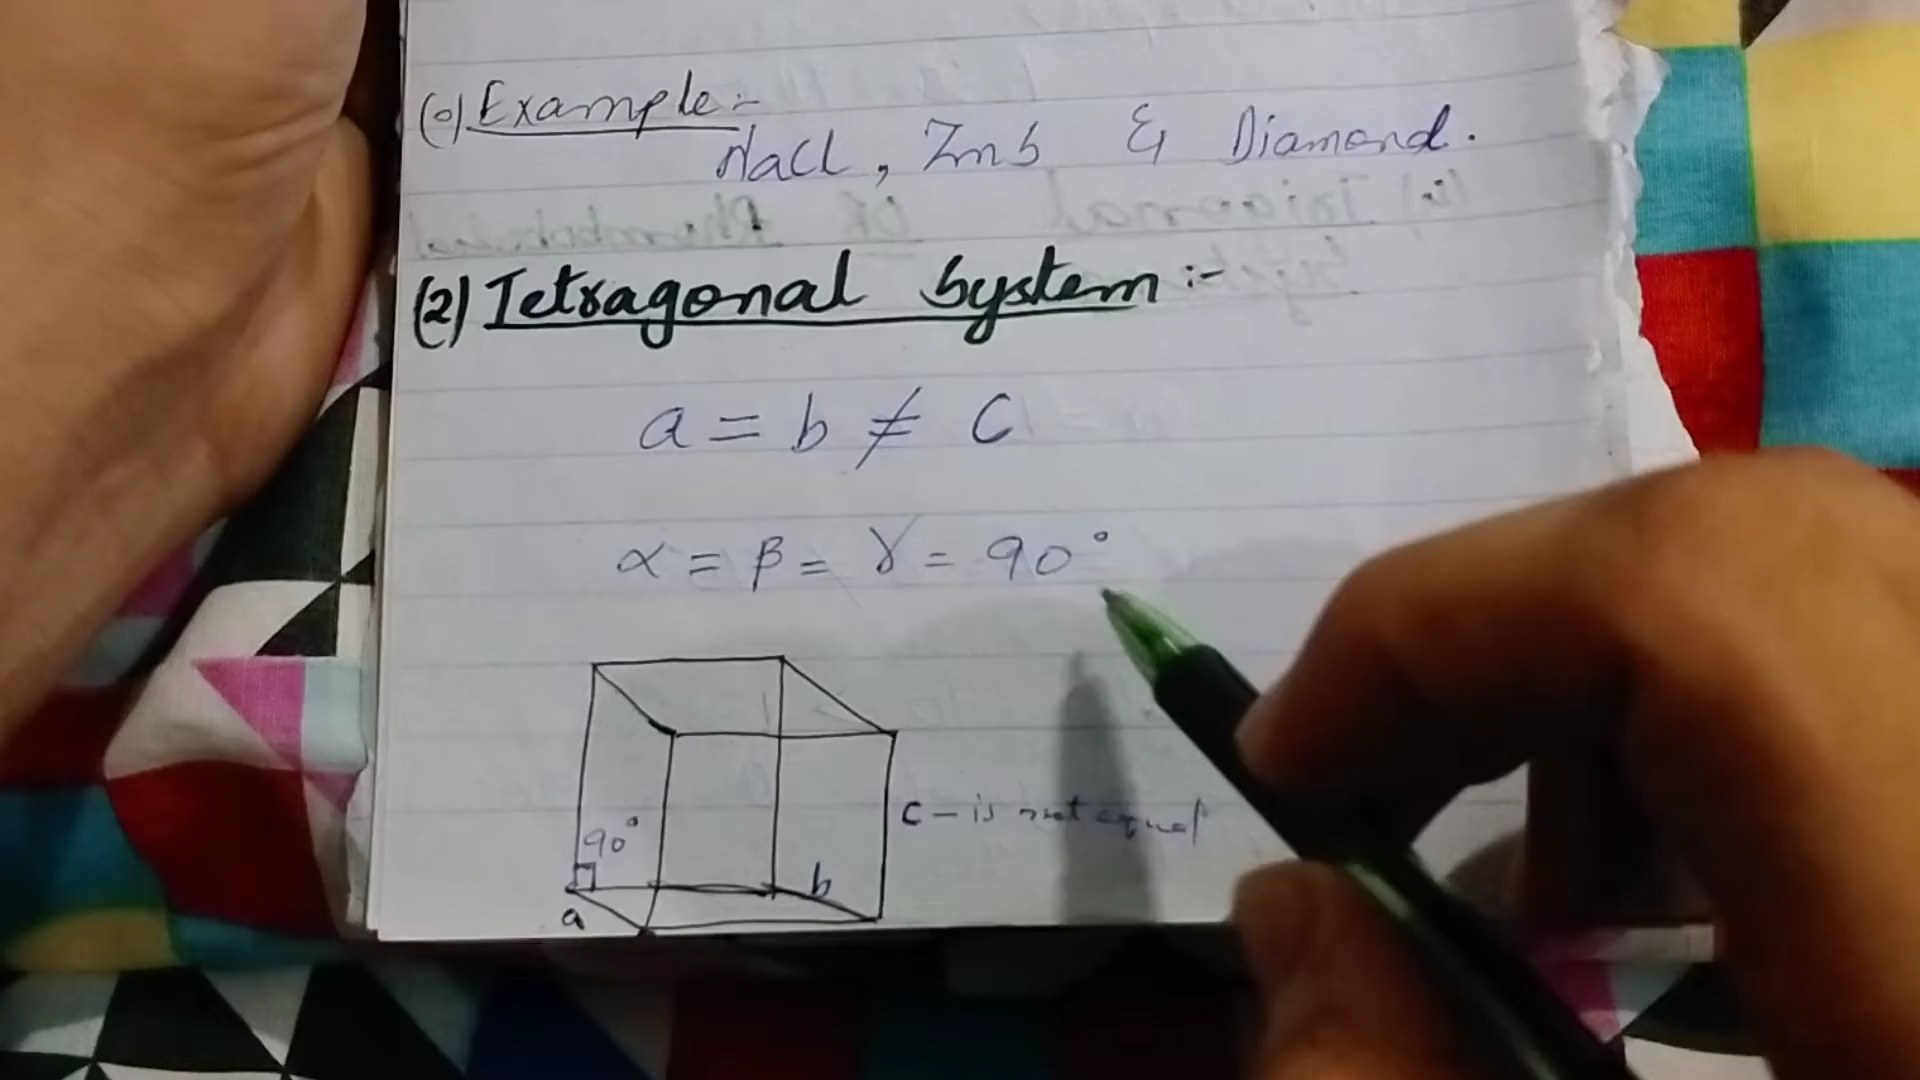 (o) Example:-
NaCl, ZnS & Diamond.
(2) Tetragonal System :-
a = b ≠ c
α = β = γ = 90°
90°
c - is not equal
b
a